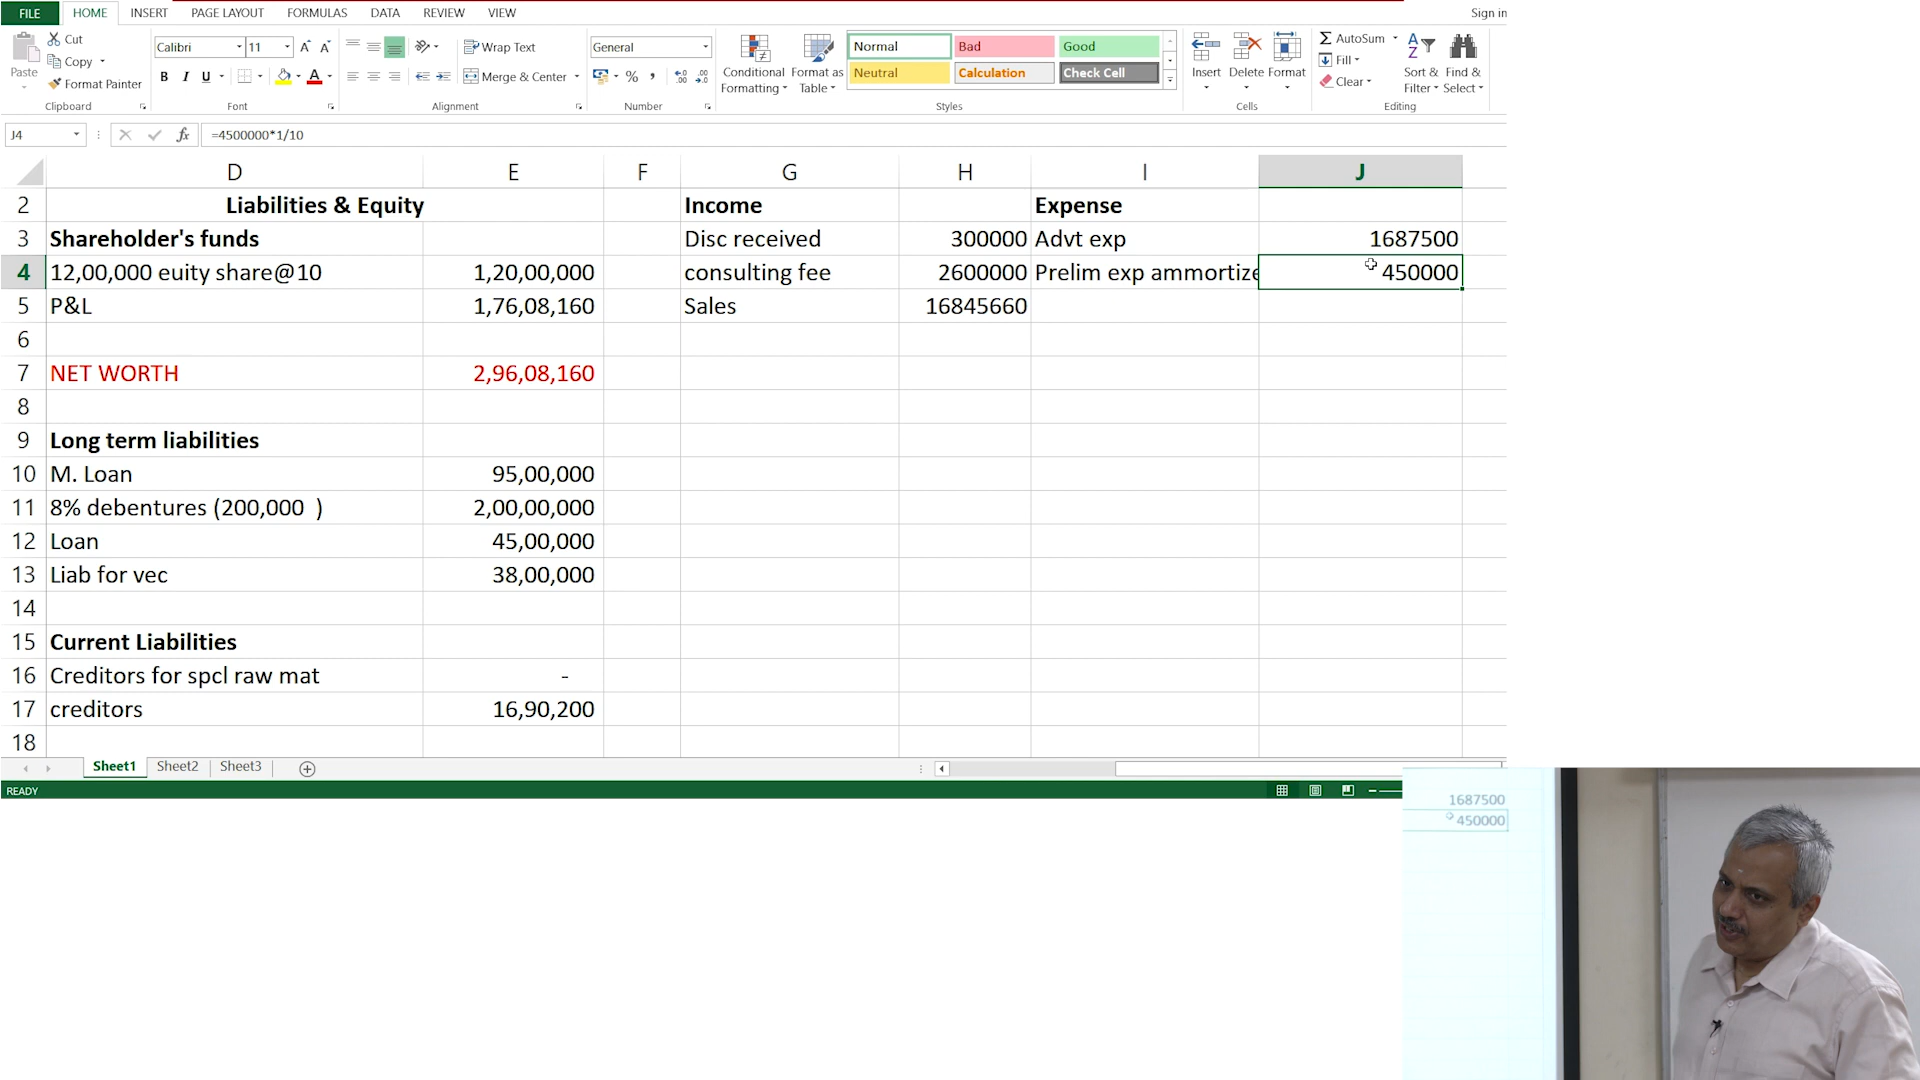 FILE HOME INSERT PAGE LAYOUT FORMULAS DATA REVIEW VIEW Sign in
Cut
Copy
Format Painter
Paste
Clipboard
Calibri 11
B I U
Font
Wrap Text
Merge & Center
Alignment
General
%
Number
Conditional Formatting
Format as Table
Normal Bad Good
Neutral Calculation Check Cell
Styles
Insert Delete Format
Cells
AutoSum
Fill
Clear
Sort & Filter
Find & Select
Editing
J4 fx =4500000*1/10
D E F G H I J
2 Liabilities & Equity Income Expense
3 Shareholder's funds Disc received 300000 Advt exp 1687500
4 12,00,000 euity share@10 1,20,00,000 consulting fee 2600000 Prelim exp ammortize 450000
5 P&L 1,76,08,160 Sales 16845660
6
7 NET WORTH 2,96,08,160
8
9 Long term liabilities
10 M. Loan 95,00,000
11 8% debentures (200,000 ) 2,00,00,000
12 Loan 45,00,000
13 Liab for vec 38,00,000
14
15 Current Liabilities
16 Creditors for spcl raw mat -
17 creditors 16,90,200
18
Sheet1 Sheet2 Sheet3
READY
1687500
450000